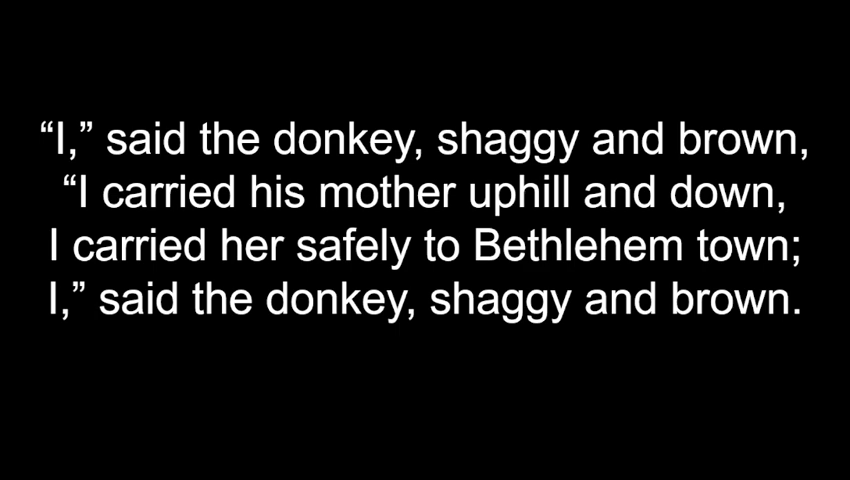 “I,” said the donkey, shaggy and brown,
“I carried his mother uphill and down,
I carried her safely to Bethlehem town;
I,” said the donkey, shaggy and brown.